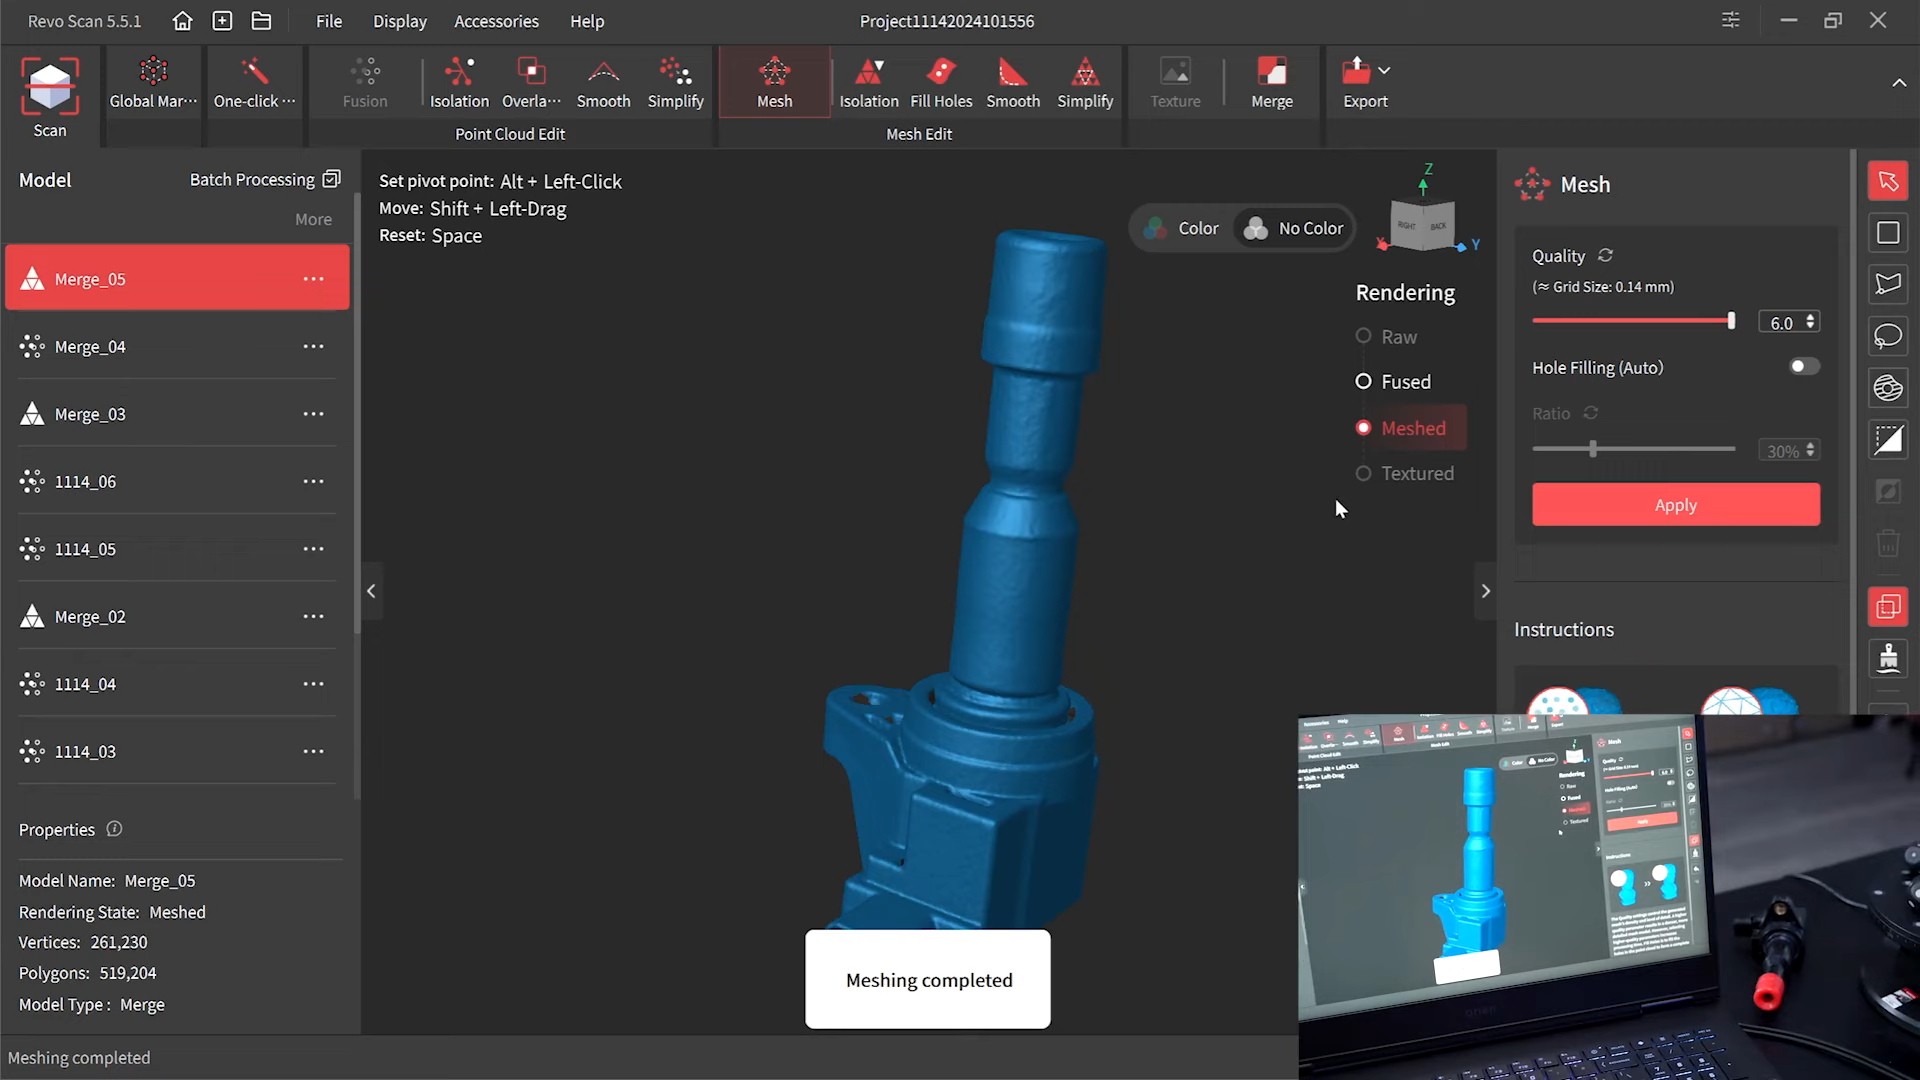 Revo Scan 5.5.1
File
Display
Accessories
Help
Project11142024101556
Scan
Global Mar···
One-click ···
Fusion
Isolation
Overla···
Smooth
Simplify
Point Cloud Edit
Mesh
Isolation
Fill Holes
Smooth
Simplify
Mesh Edit
Texture
Merge
Export
Model
Batch Processing
More
Merge_05
Merge_04
Merge_03
1114_06
1114_05
Merge_02
1114_04
1114_03
Properties
Model Name: Merge_05
Rendering State: Meshed
Vertices: 261,230
Polygons: 519,204
Model Type : Merge
Meshing completed
Set pivot point: Alt + Left-Click
Move: Shift + Left-Drag
Reset: Space
Color
No Color
Z
RIGHT
BACK
X
Y
Rendering
Raw
Fused
Meshed
Textured
Meshing completed
Mesh
Quality
(≈ Grid Size: 0.14 mm)
6.0
Hole Filling (Auto)
Ratio
30%
Apply
Instructions